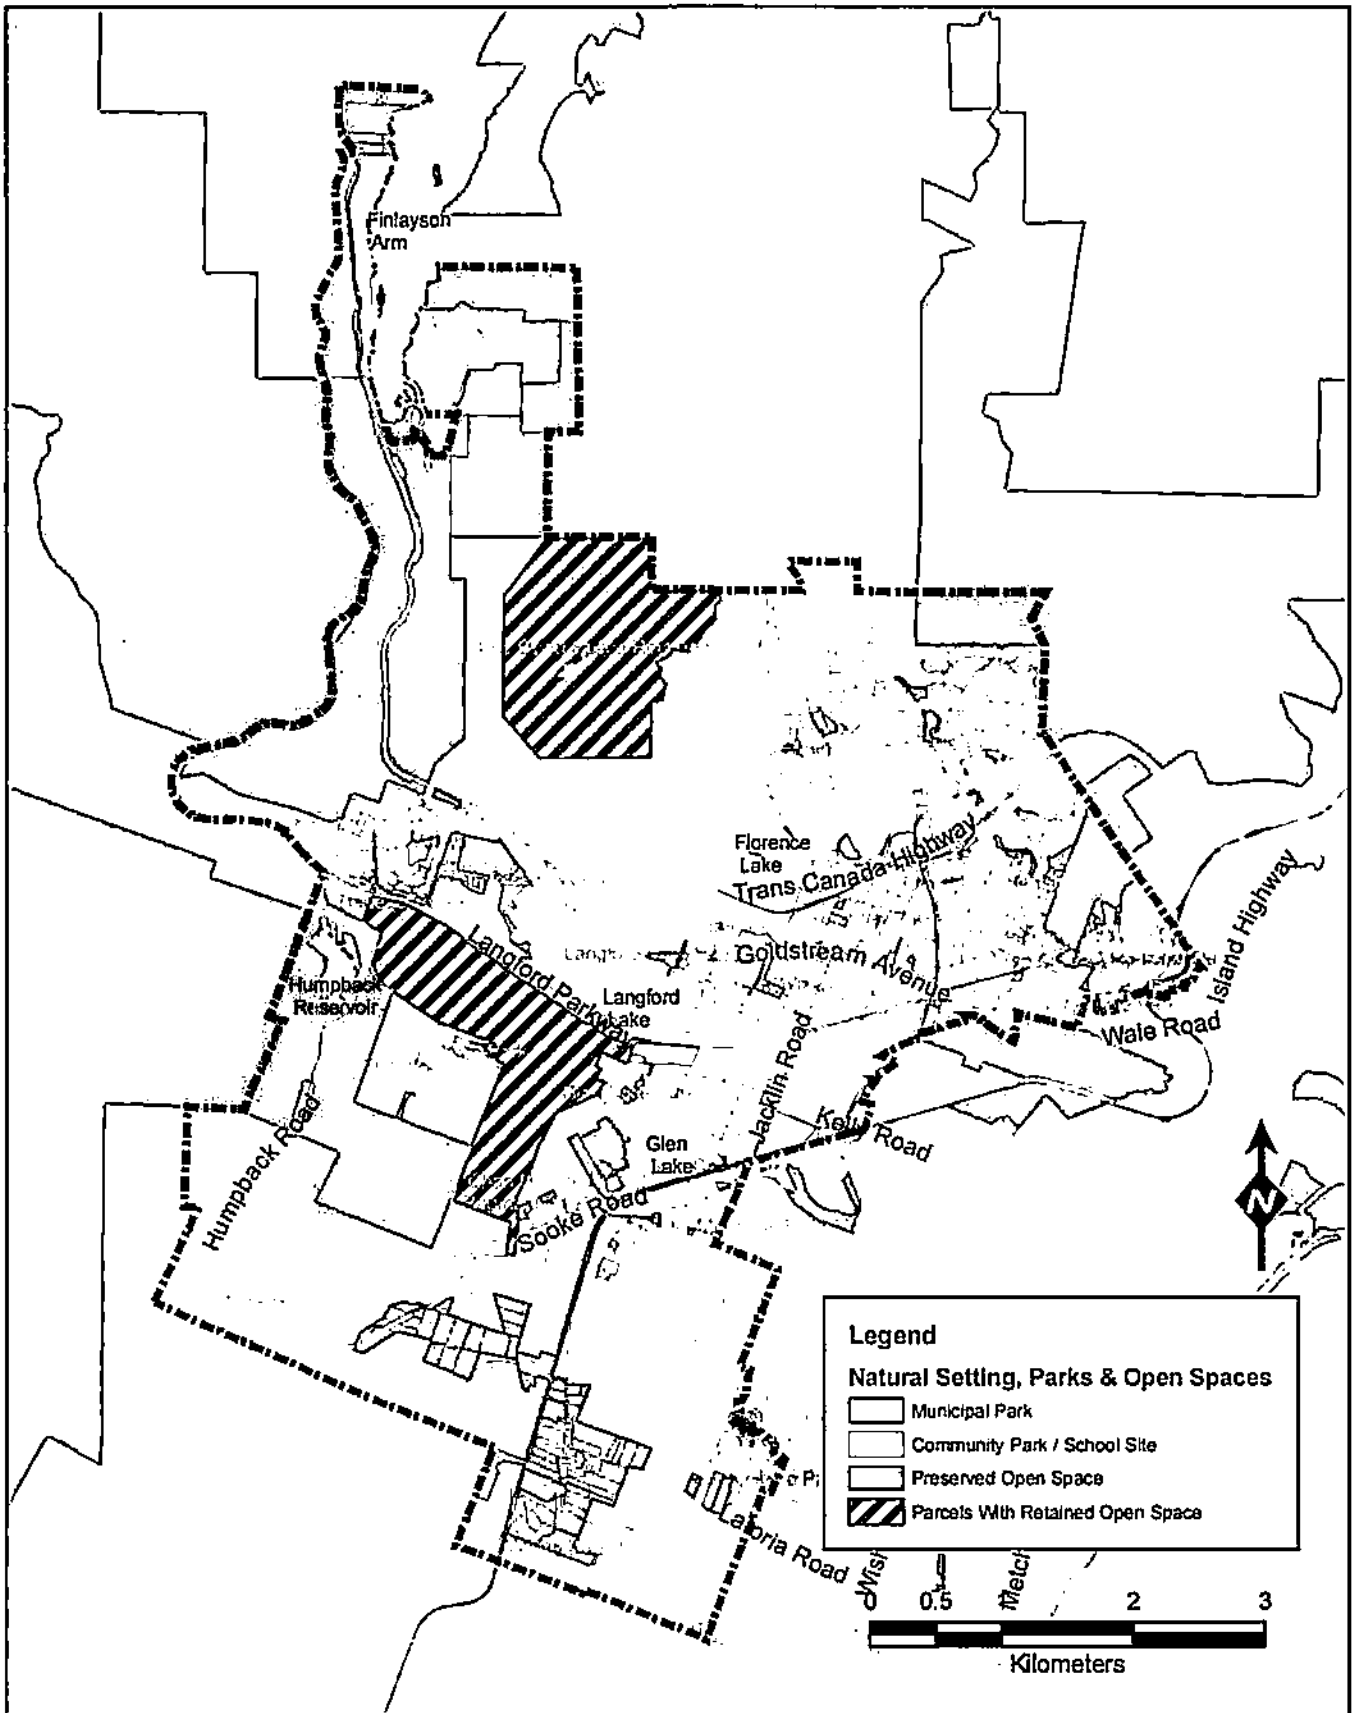 Finlayson
Arm
Florence
Lake
Trans Canada Highway
Island Highway
Goldstream Avenue
Langford Parkway
Langford
Lake
Humpback
Reservoir
Wale Road
Jacklin Road
Kelly Road
Humpback Road
Glen
Lake
Sooke Road
N
Legend
Natural Setting, Parks & Open Spaces
Municipal Park
Community Park / School Site
Preserved Open Space
Parcels With Retained Open Space
Latoria Road
0 0.5 2 3
Kilometers